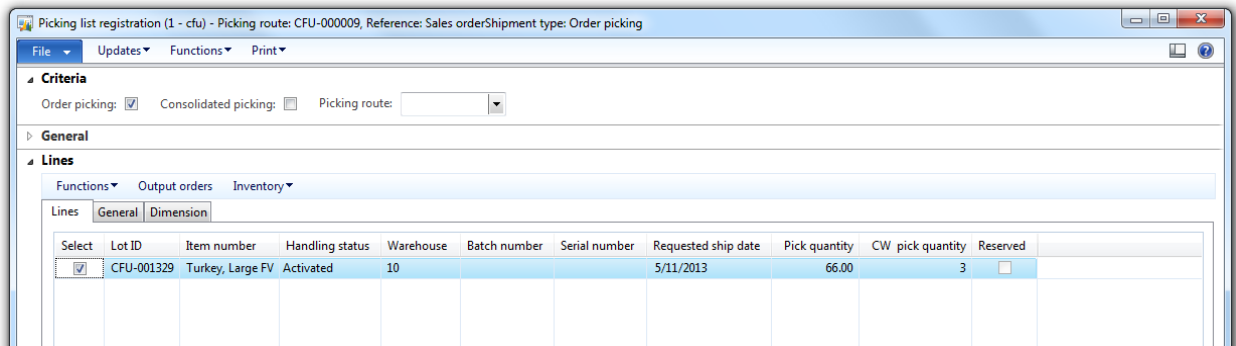 Picking list registration (1 - cfu) - Picking route: CFU-000009, Reference: Sales orderShipment type: Order picking
File Updates Functions Print
Criteria
Order picking: Consolidated picking: Picking route:
General
Lines
Functions Output orders Inventory
Lines General Dimension
Select Lot ID Item number Handling status Warehouse Batch number Serial number Requested ship date Pick quantity CW pick quantity Reserved
CFU-001329 Turkey, Large FV Activated 10 5/11/2013 66.00 3